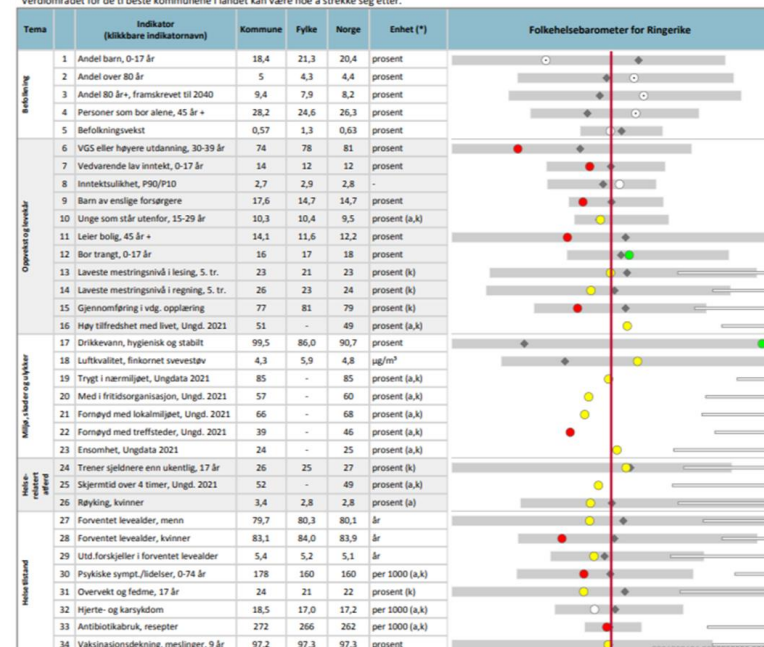 Verdiområdet for de ti beste kommunene i landet kan være noe å strekke seg etter.
Tema Indikator (klikkbare indikatornavn) Kommune Fylke Norge Enhet (*) Folkehelsebarometer for Ringerike
Befolkning
1 Andel barn, 0-17 år 18,4 21,3 20,4 prosent
2 Andel over 80 år 5 4,3 4,4 prosent
3 Andel 80 år+, framskrevet til 2040 9,4 7,9 8,2 prosent
4 Personer som bor alene, 45 år + 28,2 24,6 26,3 prosent
5 Befolkningsvekst 0,57 1,3 0,63 prosent
Oppvekst og levekår
6 VGS eller høyere utdanning, 30-39 år 74 78 81 prosent
7 Vedvarende lav inntekt, 0-17 år 14 12 12 prosent
8 Inntektsulikhet, P90/P10 2,7 2,9 2,8 -
9 Barn av enslige forsørgere 17,6 14,7 14,7 prosent
10 Unge som står utenfor, 15-29 år 10,3 10,4 9,5 prosent (a,k)
11 Leier bolig, 45 år + 14,1 11,6 12,2 prosent
12 Bor trangt, 0-17 år 16 17 18 prosent
13 Laveste mestringsnivå i lesing, 5. tr. 23 21 23 prosent (k)
14 Laveste mestringsnivå i regning, 5. tr. 26 23 24 prosent (k)
15 Gjennomføring i vdg. opplæring 77 81 79 prosent (k)
16 Høy tilfredshet med livet, Ungd. 2021 51 - 49 prosent (a,k)
Miljø, skader og ulykker
17 Drikkevann, hygienisk og stabilt 99,5 86,0 90,7 prosent
18 Luftkvalitet, finkornet svevestøv 4,3 5,9 4,8 µg/m³
19 Trygt i nærmiljøet, Ungdata 2021 85 - 85 prosent (a,k)
20 Med i fritidsorganisasjon, Ungd. 2021 57 - 60 prosent (a,k)
21 Fornøyd med lokalmiljøet, Ungd. 2021 66 - 68 prosent (a,k)
22 Fornøyd med treffsteder, Ungd. 2021 39 - 46 prosent (a,k)
23 Ensomhet, Ungdata 2021 24 - 25 prosent (a,k)
Helse-
relatert
atferd
24 Trener sjeldnere enn ukentlig, 17 år 26 25 27 prosent (k)
25 Skjermtid over 4 timer, Ungd. 2021 52 - 49 prosent (a,k)
26 Røyking, kvinner 3,4 2,8 2,8 prosent (a)
Helsetilstand
27 Forventet levealder, menn 79,7 80,3 80,1 år
28 Forventet levealder, kvinner 83,1 84,0 83,9 år
29 Utd.forskjeller i forventet levealder 5,4 5,2 5,1 år
30 Psykiske sympt./lidelser, 0-74 år 178 160 160 per 1000 (a,k)
31 Overvekt og fedme, 17 år 24 21 22 prosent (k)
32 Hjerte- og karsykdom 18,5 17,0 17,2 per 1000 (a,k)
33 Antibiotikabruk, resepter 272 266 262 per 1000 (a,k)
34 Vaksinasjonsdekning, meslinger, 9 år 97,2 97,3 97,3 prosent